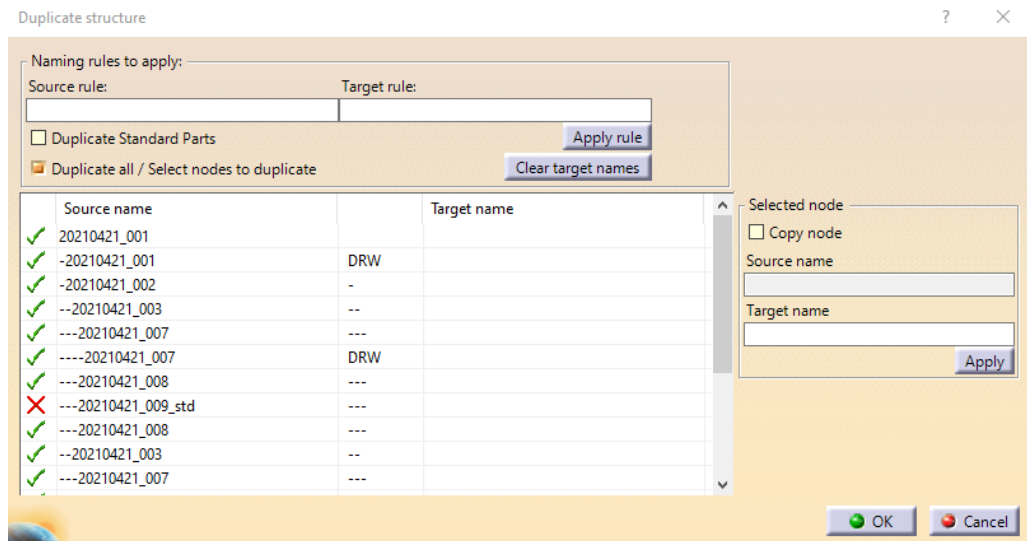 Duplicate structure ?
Naming rules to apply:
Source rule: Target rule:
Duplicate Standard Parts Apply rule
Duplicate all / Select nodes to duplicate Clear target names
Source name Target name
20210421_001
-20210421_001 DRW
-20210421_002 -
--20210421_003 --
---20210421_007 ---
----20210421_007 DRW
---20210421_008 ---
---20210421_009_std ---
---20210421_008 ---
--20210421_003 --
---20210421_007 ---
Selected node
Copy node
Source name
Target name
Apply
OK Cancel